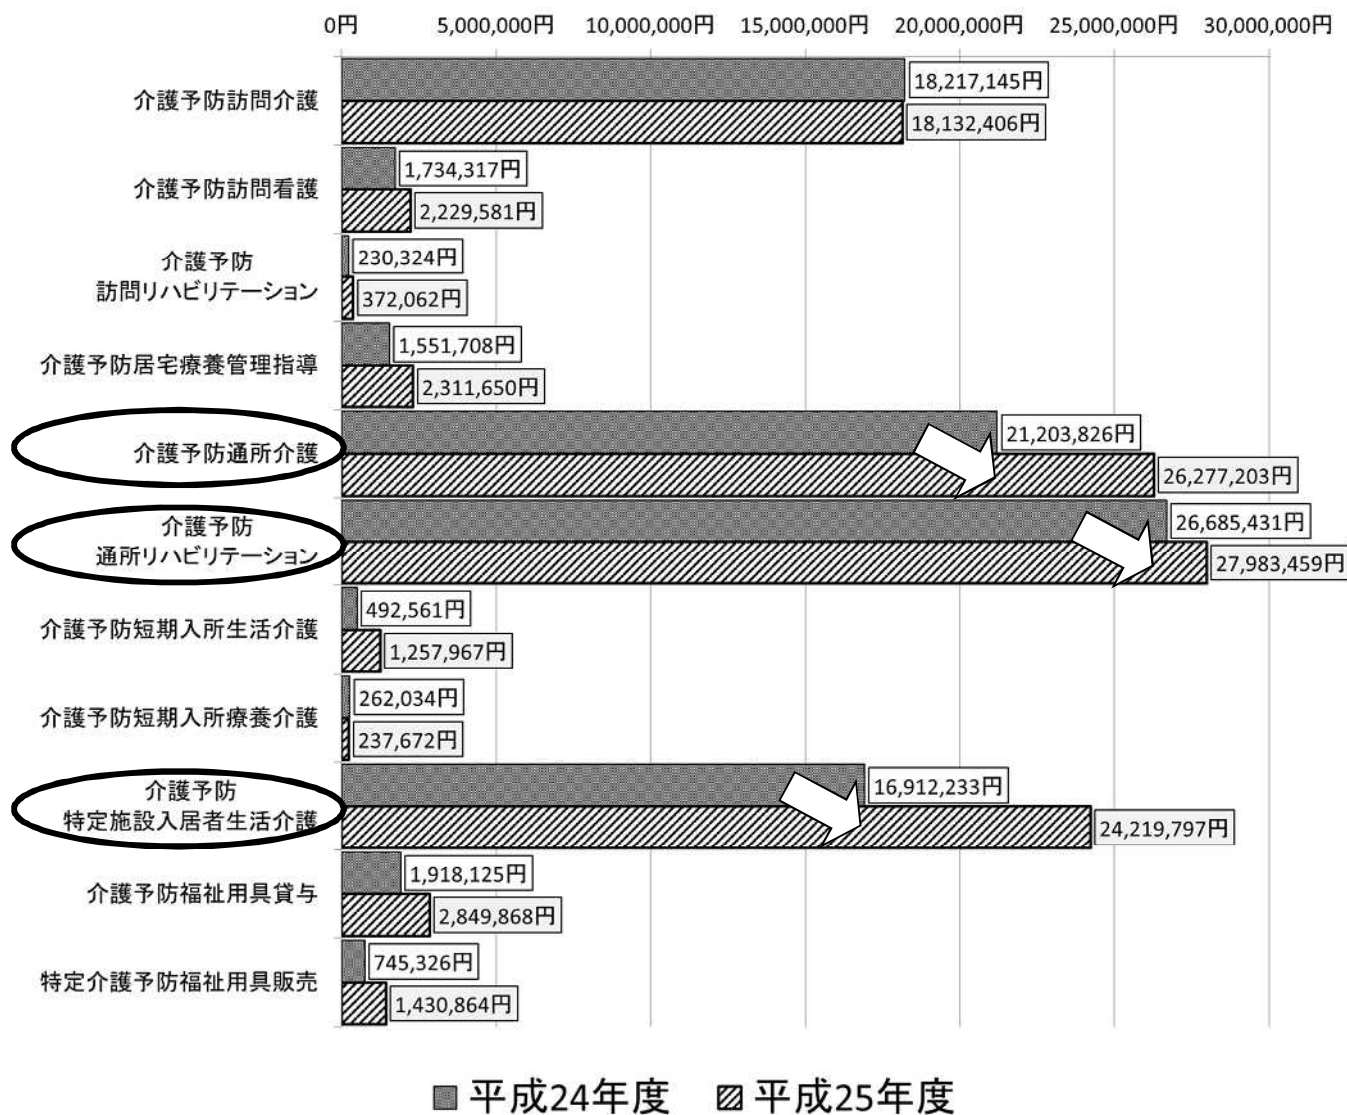 0円 5,000,000円 10,000,000円 15,000,000円 20,000,000円 25,000,000円 30,000,000円
介護予防訪問介護
18,217,145円
18,132,406円
介護予防訪問看護
1,734,317円
2,229,581円
介護予防
訪問リハビリテーション
230,324円
372,062円
介護予防居宅療養管理指導
1,551,708円
2,311,650円
介護予防通所介護
21,203,826円
26,277,203円
介護予防
通所リハビリテーション
26,685,431円
27,983,459円
介護予防短期入所生活介護
492,561円
1,257,967円
介護予防短期入所療養介護
262,034円
237,672円
介護予防
特定施設入居者生活介護
16,912,233円
24,219,797円
介護予防福祉用具貸与
1,918,125円
2,849,868円
特定介護予防福祉用具販売
745,326円
1,430,864円
平成24年度 平成25年度